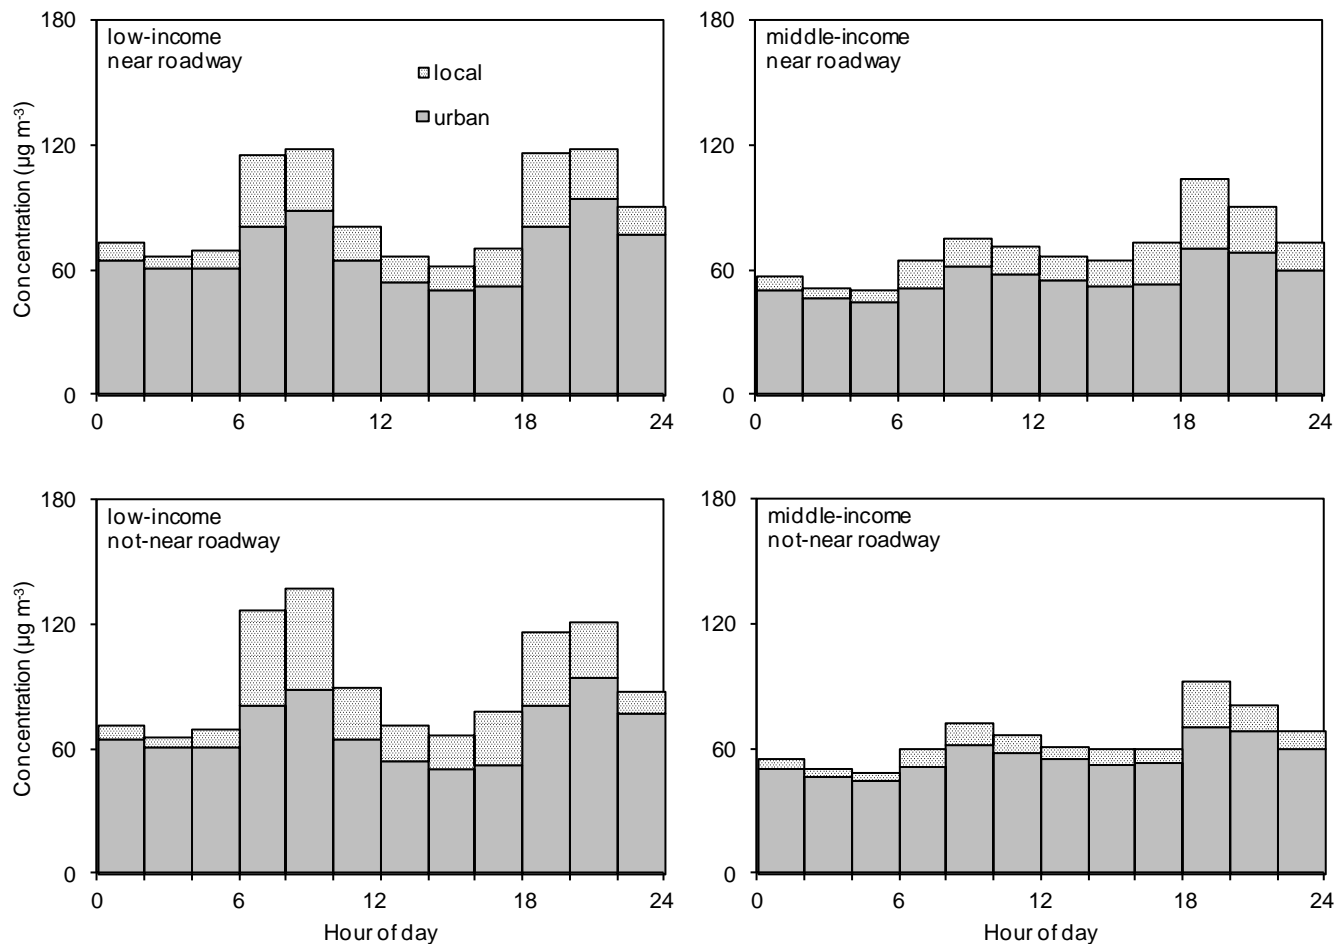 180
low-income
near roadway
local
urban
120
60
0
Concentration (µg m-3)
0 6 12 18 24
180
middle-income
near roadway
120
60
0
0 6 12 18 24
180
low-income
not-near roadway
120
60
0
Concentration (µg m-3)
0 6 12 18 24
Hour of day
180
middle-income
not-near roadway
120
60
0
0 6 12 18 24
Hour of day